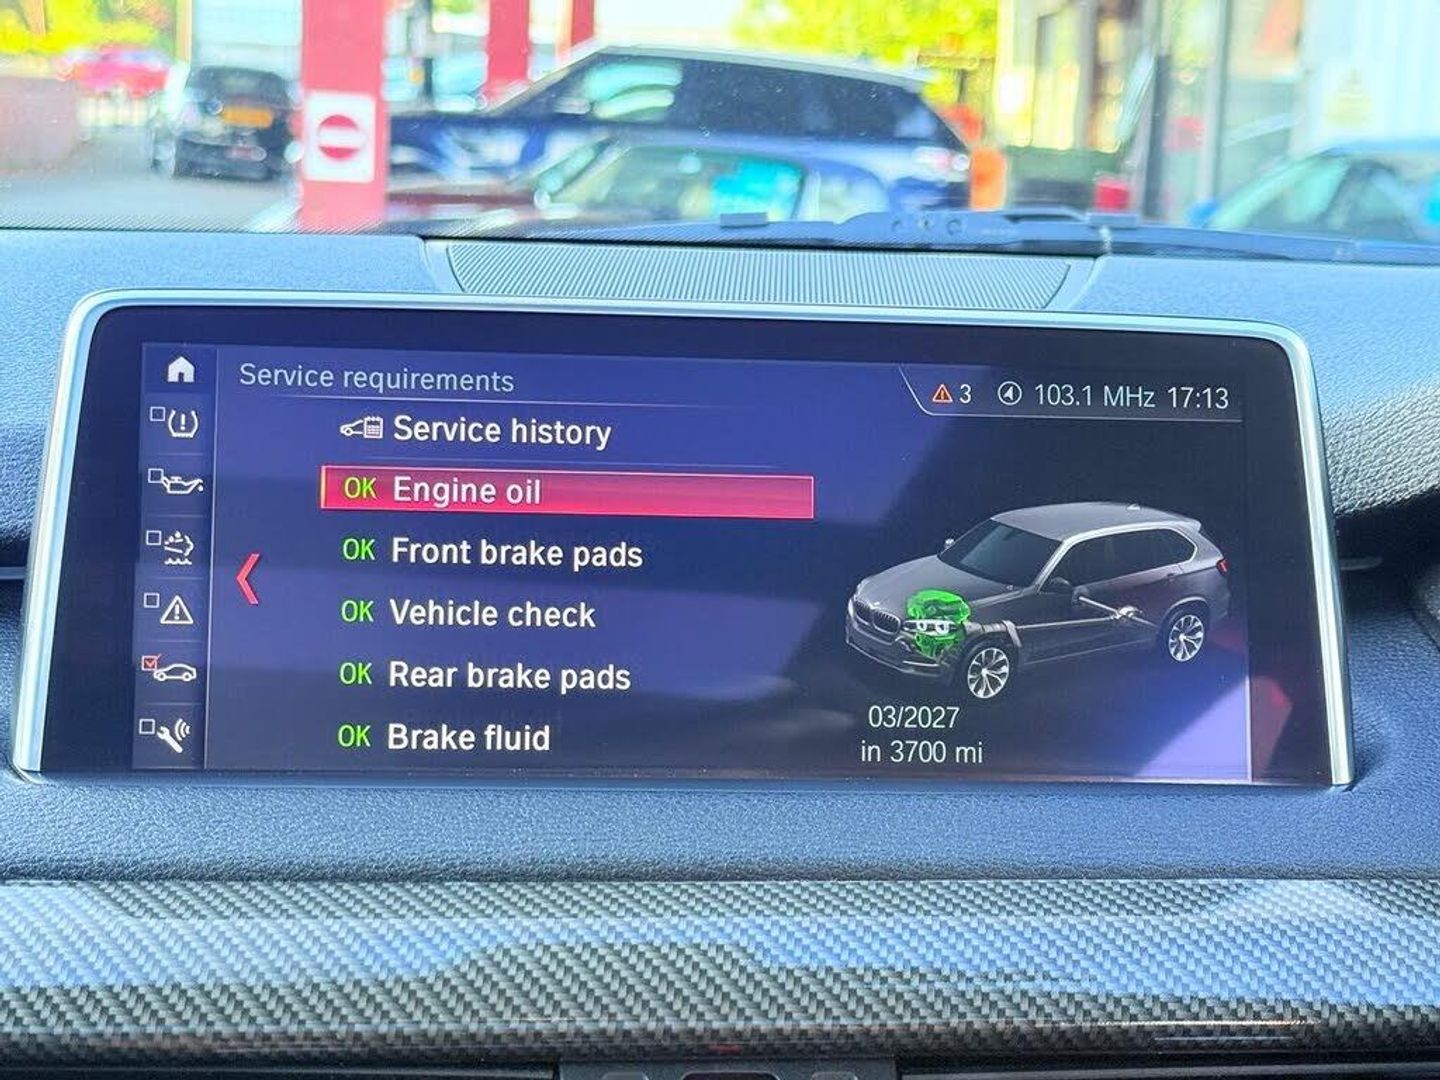 Service requirements
3 103.1 MHz 17:13
Service history
OK Engine oil
OK Front brake pads
OK Vehicle check
OK Rear brake pads
OK Brake fluid
03/2027
in 3700 mi